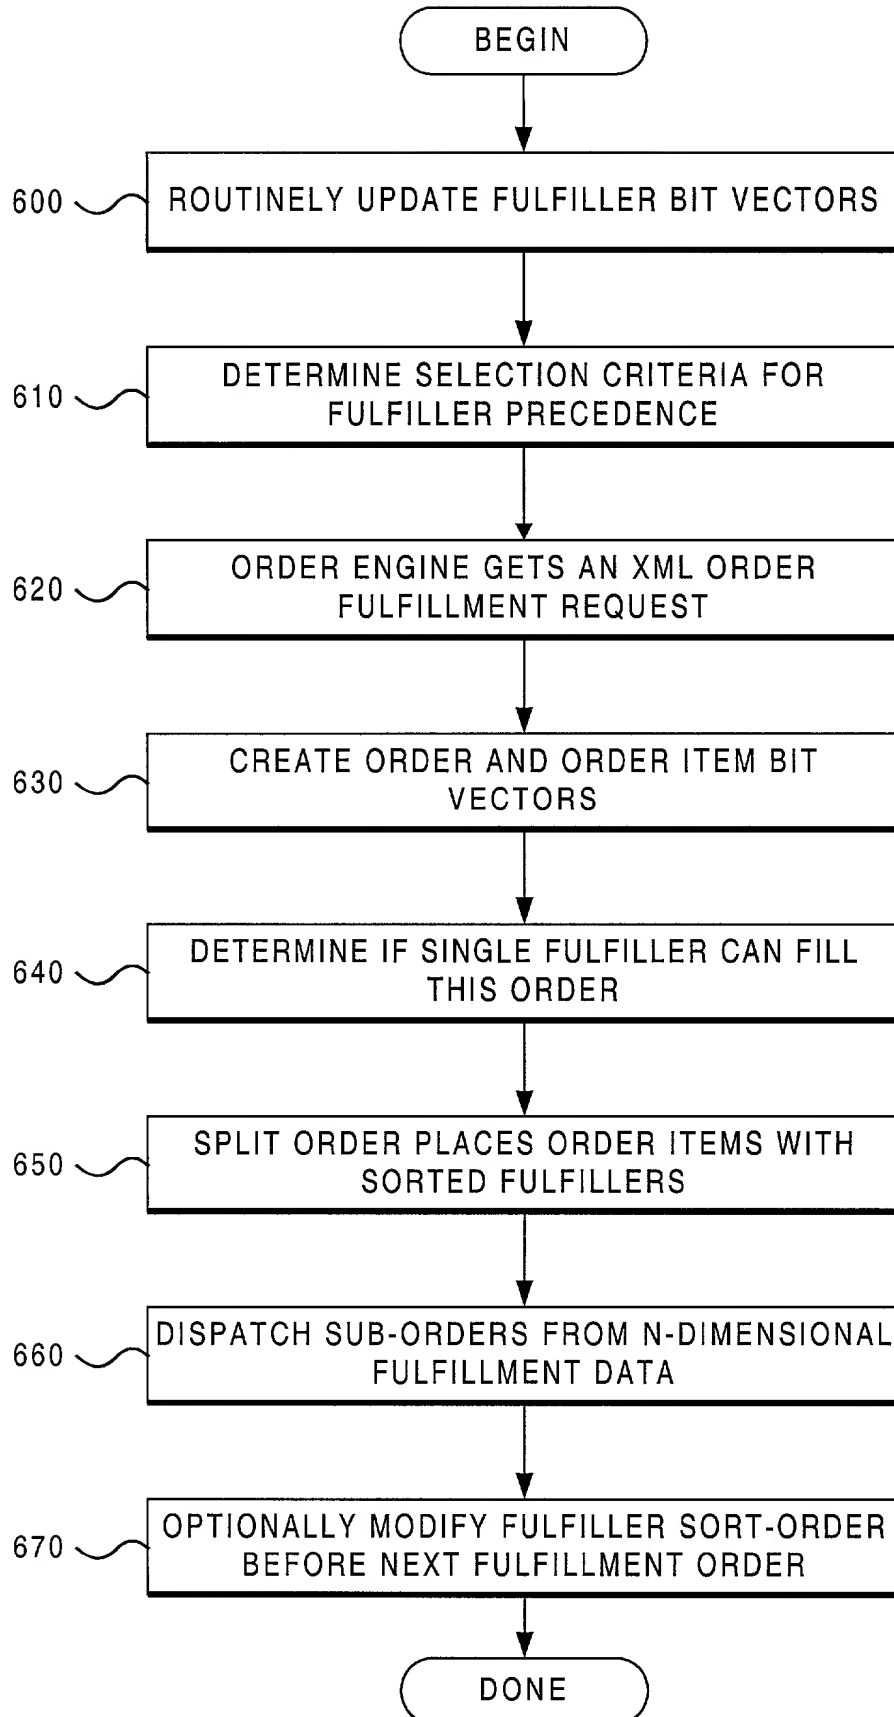 BEGIN
600
ROUTINELY UPDATE FULFILLER BIT VECTORS
610
DETERMINE SELECTION CRITERIA FOR
FULFILLER PRECEDENCE
620
ORDER ENGINE GETS AN XML ORDER
FULFILLMENT REQUEST
630
CREATE ORDER AND ORDER ITEM BIT
VECTORS
640
DETERMINE IF SINGLE FULFILLER CAN FILL
THIS ORDER
650
SPLIT ORDER PLACES ORDER ITEMS WITH
SORTED FULFILLERS
660
DISPATCH SUB-ORDERS FROM N-DIMENSIONAL
FULFILLMENT DATA
670
OPTIONALLY MODIFY FULFILLER SORT-ORDER
BEFORE NEXT FULFILLMENT ORDER
DONE